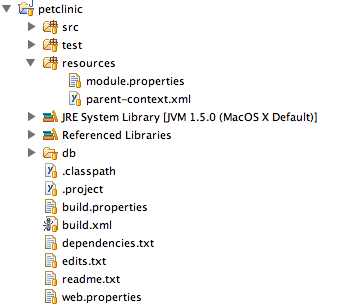 petclinic
src
test
resources
module.properties
parent-context.xml
JRE System Library [JVM 1.5.0 (MacOS X Default)]
Referenced Libraries
db
.classpath
.project
build.properties
build.xml
dependencies.txt
edits.txt
readme.txt
web.properties